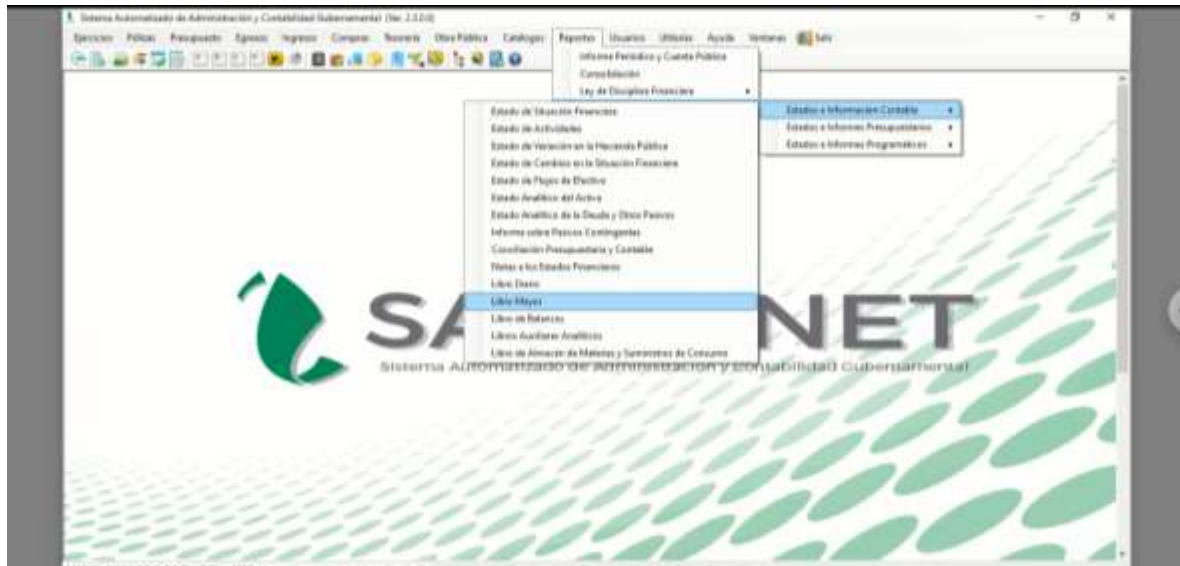 Sistema Automatizado de Administración y Contabilidad Gubernamental (Ver. 2.3.2.0)
Ejercicios Pólizas Presupuesto Egresos Ingresos Compras Tesorería Obra Pública Catálogos Reportes Usuarios Utilerías Ayuda Ventanas Salir
Informe Periódico y Cuenta Pública
Consolidación
Ley de Disciplina Financiera
Estados e Información Contable
Estados e Informes Presupuestarios
Estados e Informes Programáticos
Estado de Situación Financiera
Estado de Actividades
Estado de Variación en la Hacienda Pública
Estado de Cambios en la Situación Financiera
Estado de Flujos de Efectivo
Estado Analítico del Activo
Estado Analítico de la Deuda y Otros Pasivos
Informe sobre Pasivos Contingentes
Conciliación Presupuestaria y Contable
Notas a los Estados Financieros
Libro Diario
Libro Mayor
Libro de Balances
Libros Auxiliares Analíticos
Libro de Almacén de Materias y Suministros de Consumo
SA NET
Sistema Automatizado de Administración y Contabilidad Gubernamental